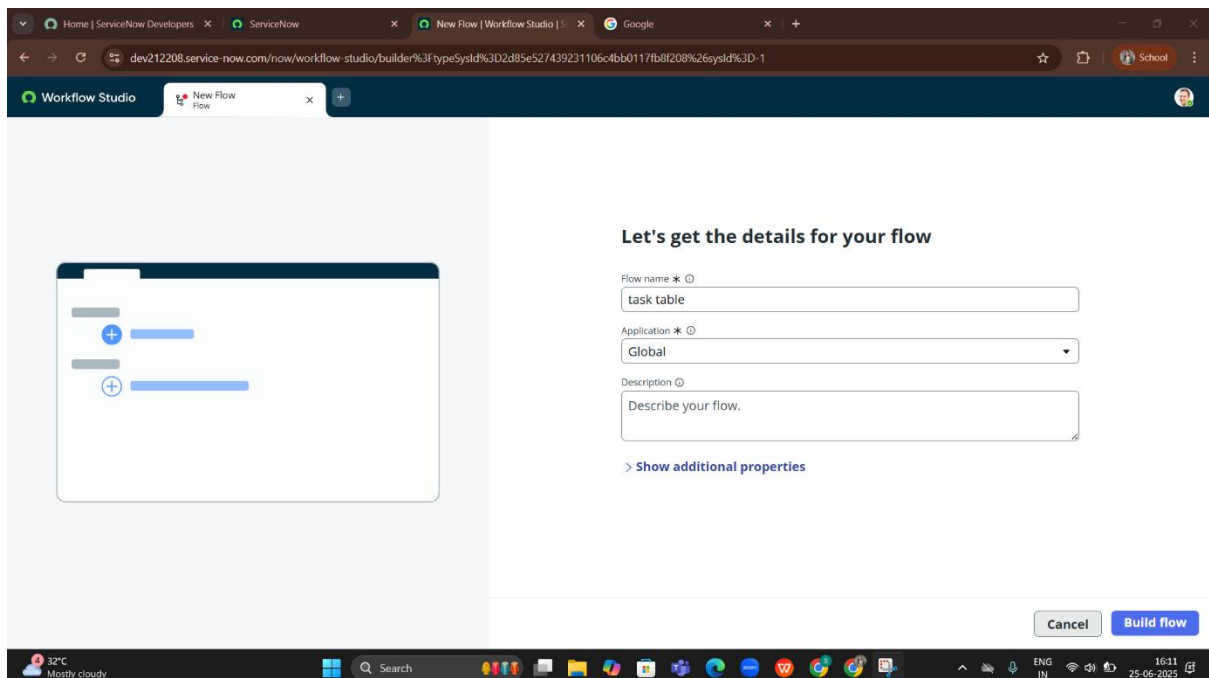 Home | ServiceNow Developers
ServiceNow
New Flow | Workflow Studio | S
Google
dev212208.service-now.com/now/workflow-studio/builder%3FtypeSysId%3D2d85e527439231106c4bb0117fb8f208%26sysId%3D-1
School
Workflow Studio
New Flow
Flow
Let's get the details for your flow
Flow name *
task table
Application *
Global
Description
Describe your flow.
Show additional properties
Cancel
Build flow
4
32°C
Mostly cloudy
Search
ENG
IN
16:11
25-06-2025